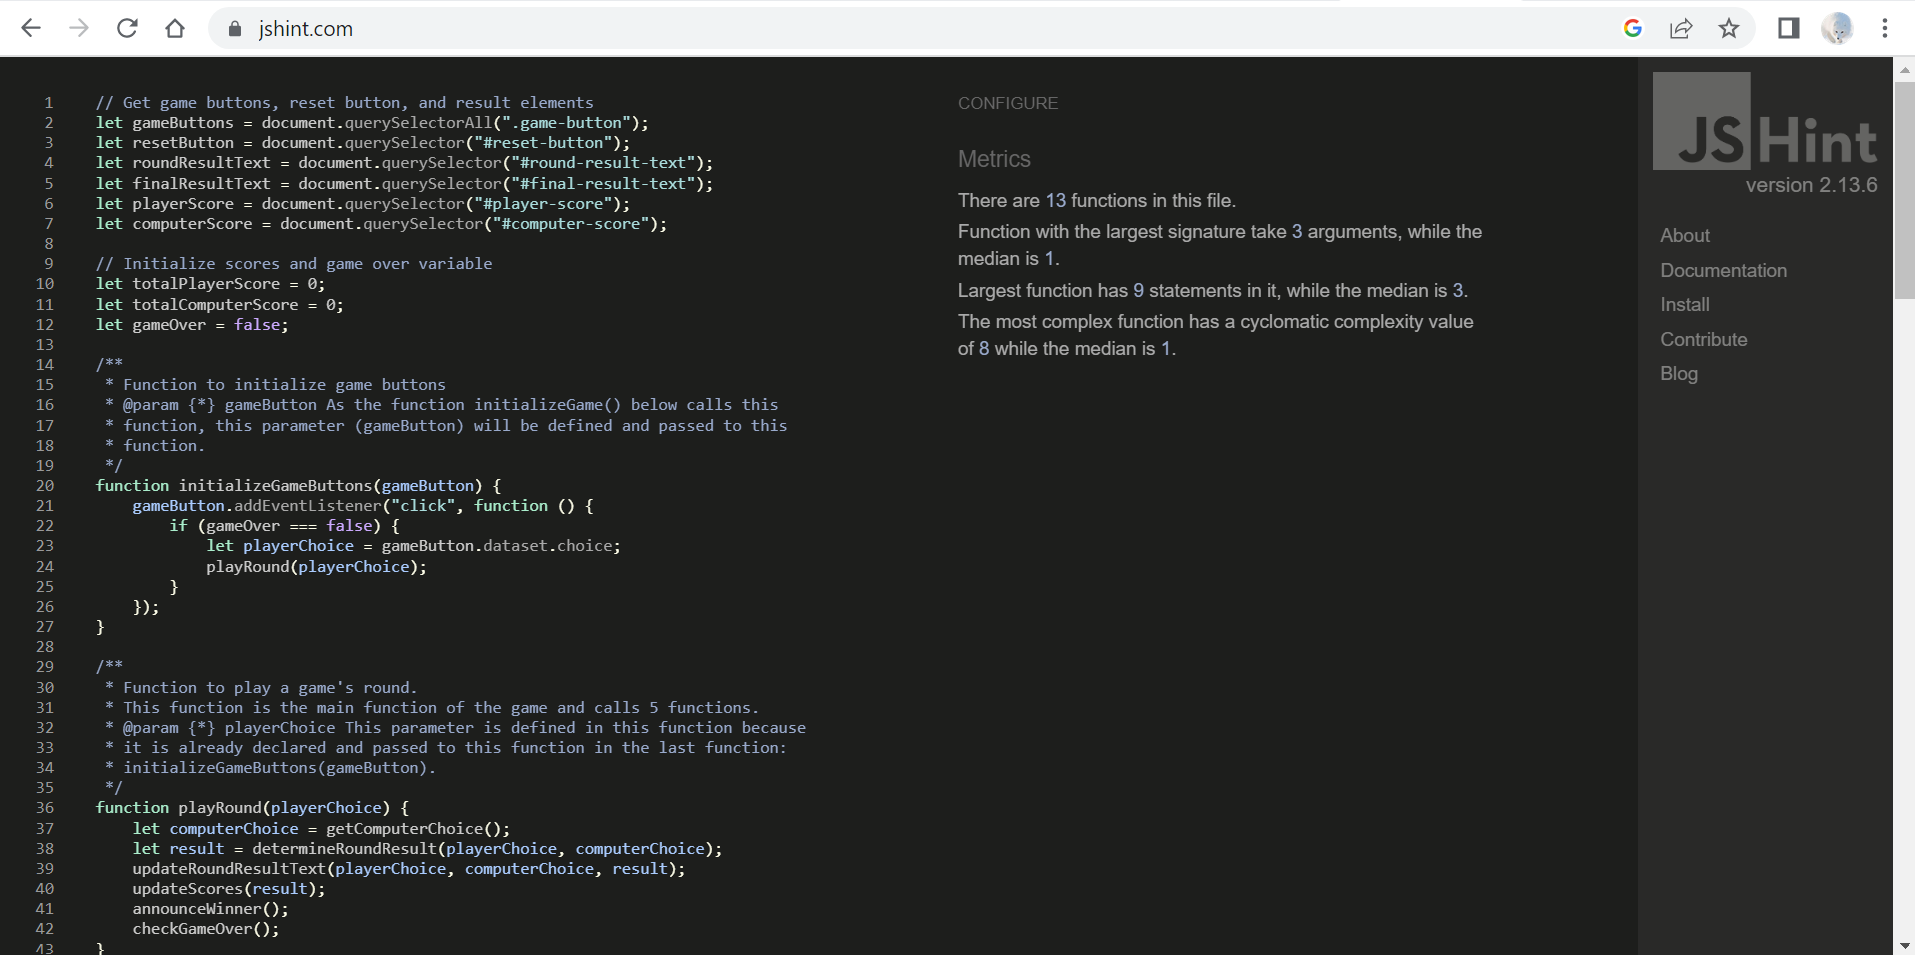 jshint.com
1 // Get game buttons, reset button, and result elements
2 let gameButtons = document.querySelectorAll(".game-button");
3 let resetButton = document.querySelector("#reset-button");
4 let roundResultText = document.querySelector("#round-result-text");
5 let finalResultText = document.querySelector("#final-result-text");
6 let playerScore = document.querySelector("#player-score");
7 let computerScore = document.querySelector("#computer-score");
8
9 // Initialize scores and game over variable
10 let totalPlayerScore = 0;
11 let totalComputerScore = 0;
12 let gameOver = false;
13
14 /**
15 * Function to initialize game buttons
16 * @param {*} gameButton As the function initializeGame() below calls this
17 * function, this parameter (gameButton) will be defined and passed to this
18 * function.
19 */
20 function initializeGameButtons(gameButton) {
21 gameButton.addEventListener("click", function () {
22 if (gameOver === false) {
23 let playerChoice = gameButton.dataset.choice;
24 playRound(playerChoice);
25 }
26 });
27 }
28
29 /**
30 * Function to play a game's round.
31 * This function is the main function of the game and calls 5 functions.
32 * @param {*} playerChoice This parameter is defined in this function because
33 * it is already declared and passed to this function in the last function:
34 * initializeGameButtons(gameButton).
35 */
36 function playRound(playerChoice) {
37 let computerChoice = getComputerChoice();
38 let result = determineRoundResult(playerChoice, computerChoice);
39 updateRoundResultText(playerChoice, computerChoice, result);
40 updateScores(result);
41 announceWinner();
42 checkGameOver();
43 }
CONFIGURE
Metrics
There are 13 functions in this file.
Function with the largest signature take 3 arguments, while the
median is 1.
Largest function has 9 statements in it, while the median is 3.
The most complex function has a cyclomatic complexity value
of 8 while the median is 1.
JSHint
version 2.13.6
About
Documentation
Install
Contribute
Blog